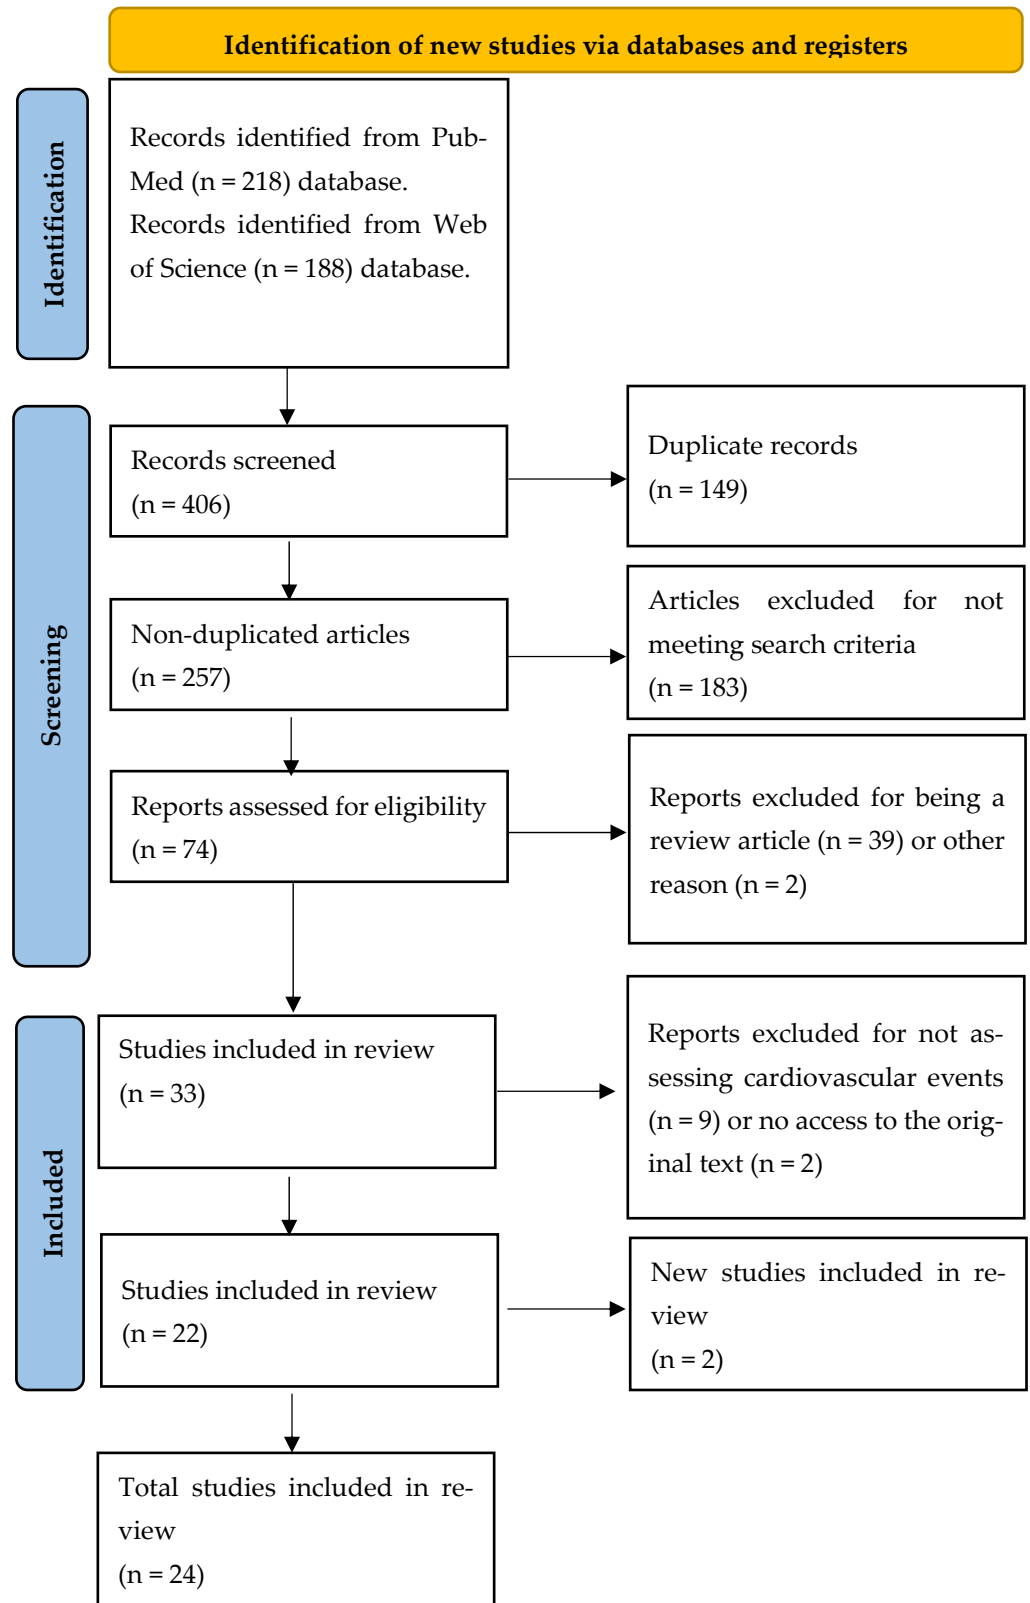 Identification of new studies via databases and registers
Identification
Records identified from Pub-
Med (n = 218) database.
Records identified from Web
of Science (n = 188) database.
Screening
Records screened
(n = 406)
Duplicate records
(n = 149)
Non-duplicated articles
(n = 257)
Articles excluded for not
meeting search criteria
(n = 183)
Reports assessed for eligibility
(n = 74)
Reports excluded for being a
review article (n = 39) or other
reason (n = 2)
Included
Studies included in review
(n = 33)
Reports excluded for not as-
sessing cardiovascular events
(n = 9) or no access to the orig-
inal text (n = 2)
Studies included in review
(n = 22)
New studies included in re-
view
(n = 2)
Total studies included in re-
view
(n = 24)